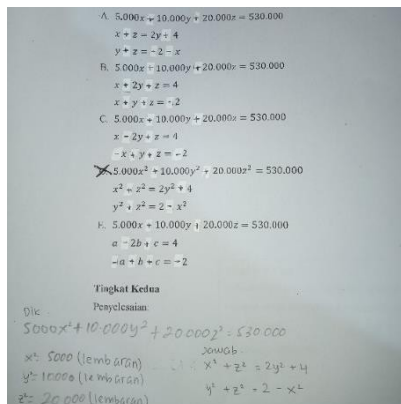 A. 5.000x + 10.000y + 20.000z = 530.000
x + z = 2y + 4
y + z = -2 - x
B. 5.000x + 10.000y + 20.000z = 530.000
x + 2y + z = 4
x + y + z = -2
C. 5.000x + 10.000y + 20.000z = 530.000
x - 2y + z = 4
-x + y + z = -2
5.000x² + 10.000y² + 20.000z² = 530.000
x² + z² = 2y² + 4
y² + z² = 2 - x²
E. 5.000x + 10.000y + 20.000z = 530.000
a - 2b + c = 4
-a + b + c = -2
Tingkat Kedua
Penyelesaian
Dik
5000x² + 10.000y² + 20.000z² = 530.000
x² = 5000 (lembaran)
y² = 10000 (lembaran)
z² = 20 000 (lembaran)
Jawab
x² + z² = 2y² + 4
y² + z² = 2 - x²